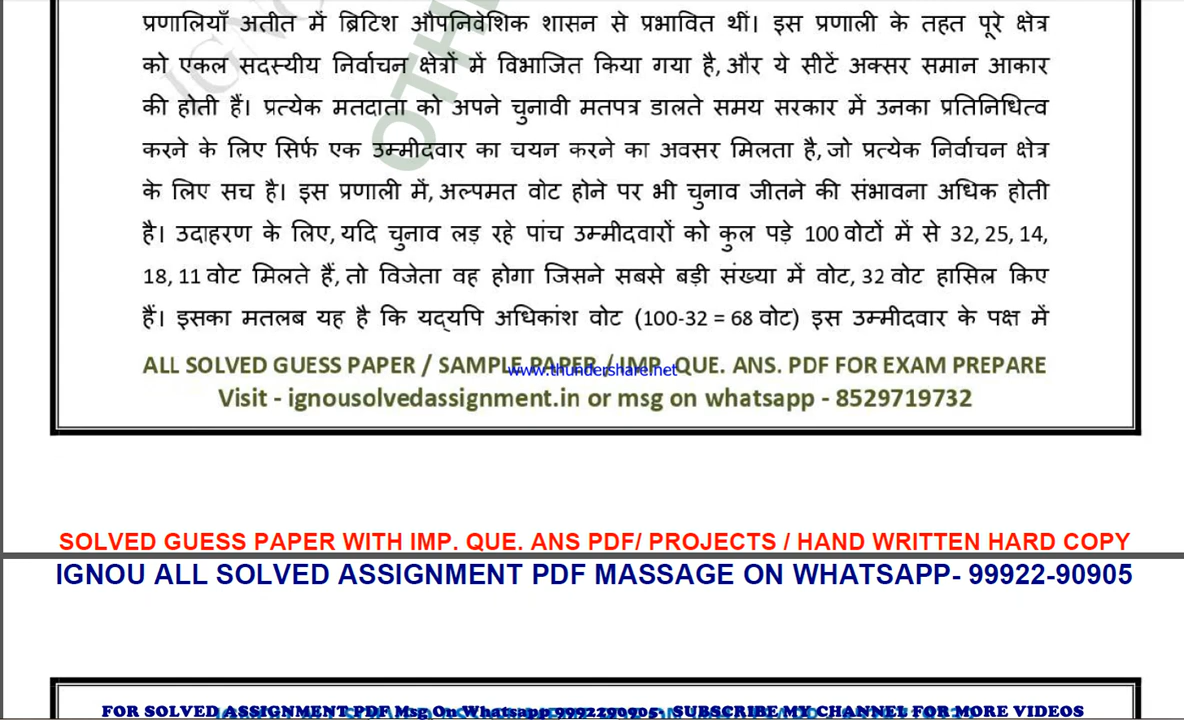 प्रणालियाँ अतीत में ब्रिटिश औपनिवेशिक शासन से प्रभावित थीं। इस प्रणाली के तहत पूरे क्षेत्र
को एकल सदस्यीय निर्वाचन क्षेत्रों में विभाजित किया गया है, और ये सीटें अक्सर समान आकार
की होती हैं। प्रत्येक मतदाता को अपने चुनावी मतपत्र डालते समय सरकार में उनका प्रतिनिधित्व
करने के लिए सिर्फ एक उम्मीदवार का चयन करने का अवसर मिलता है, जो प्रत्येक निर्वाचन क्षेत्र
के लिए सच है। इस प्रणाली में, अल्पमत वोट होने पर भी चुनाव जीतने की संभावना अधिक होती
है। उदाहरण के लिए, यदि चुनाव लड़ रहे पांच उम्मीदवारों को कुल पड़े 100 वोटों में से 32, 25, 14,
18, 11 वोट मिलते हैं, तो विजेता वह होगा जिसने सबसे बड़ी संख्या में वोट, 32 वोट हासिल किए
हैं। इसका मतलब यह है कि यद्यपि अधिकांश वोट (100-32 = 68 वोट) इस उम्मीदवार के पक्ष में
ALL SOLVED GUESS PAPER / SAMPLE PAPER / IMP. QUE. ANS. PDF FOR EXAM PREPARE
www.thundershare.net
Visit - ignousolvedassignment.in or msg on whatsapp - 8529719732
SOLVED GUESS PAPER WITH IMP. QUE. ANS PDF/ PROJECTS / HAND WRITTEN HARD COPY
IGNOU ALL SOLVED ASSIGNMENT PDF MASSAGE ON WHATSAPP- 99922-90905
FOR SOLVED ASSIGNMENT PDF Msg On Whatsapp 9992290905- SUBSCRIBE MY CHANNEL FOR MORE VIDEOS